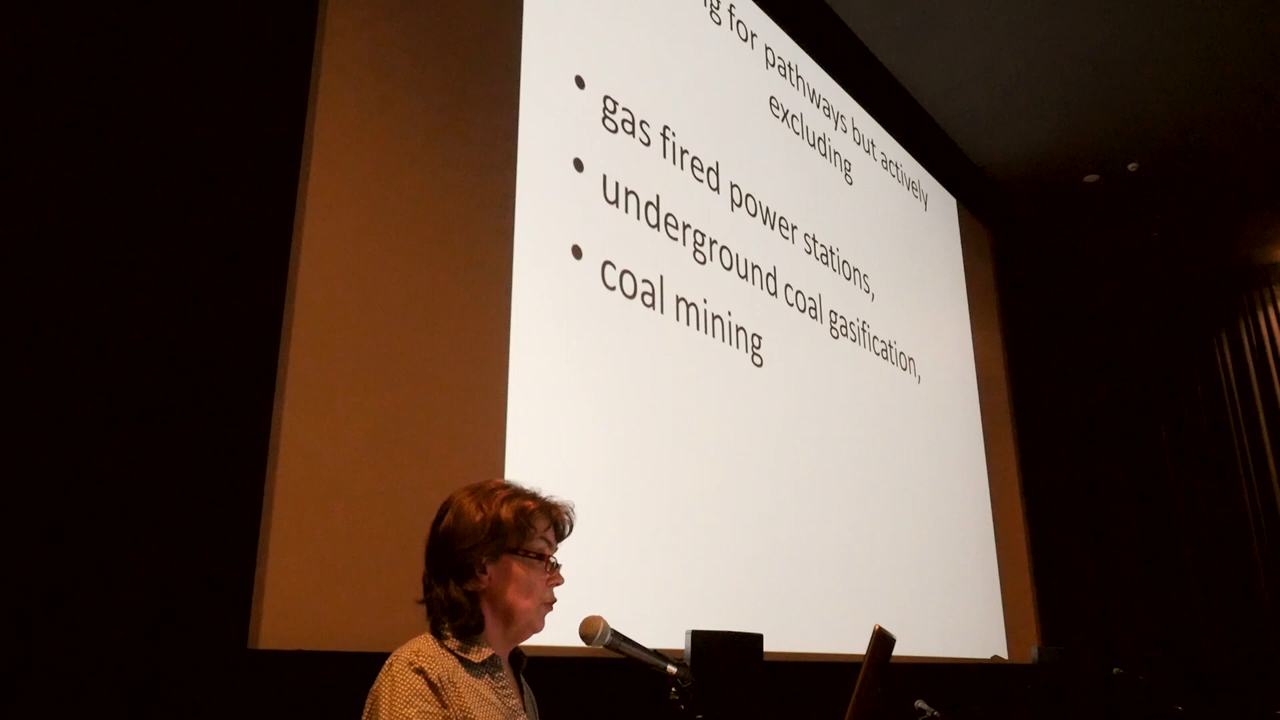 for pathways but actively
excluding
• gas fired power stations,
• underground coal gasification,
• coal mining